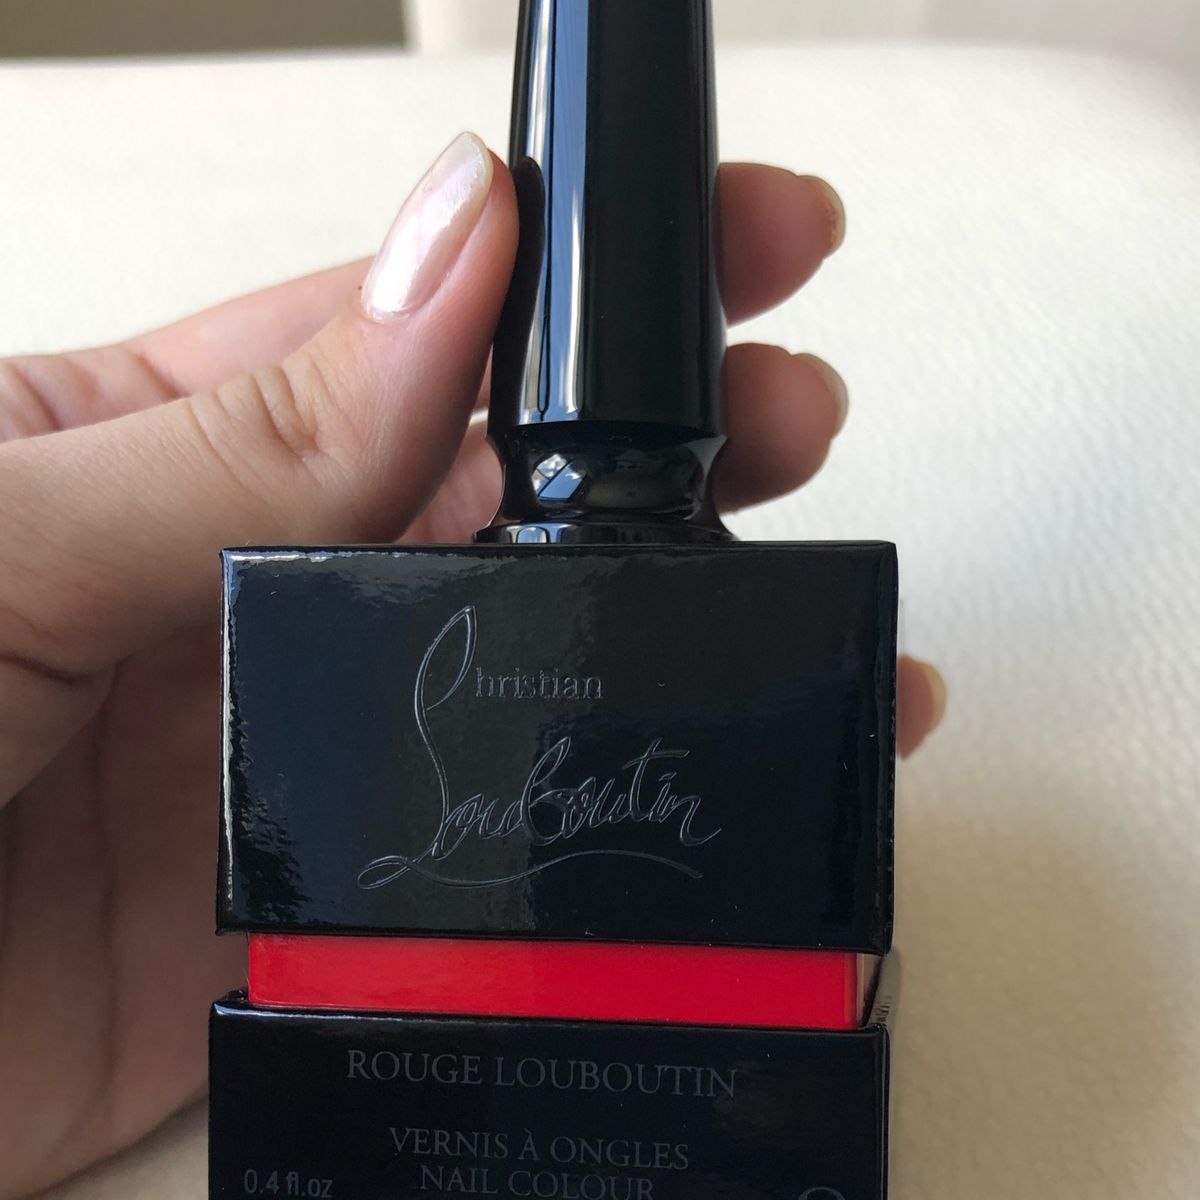 Christian
Louboutin
ROUGE LOUBOUTIN
VERNIS À ONGLES
NAIL COLOUR
0.4 fl.oz